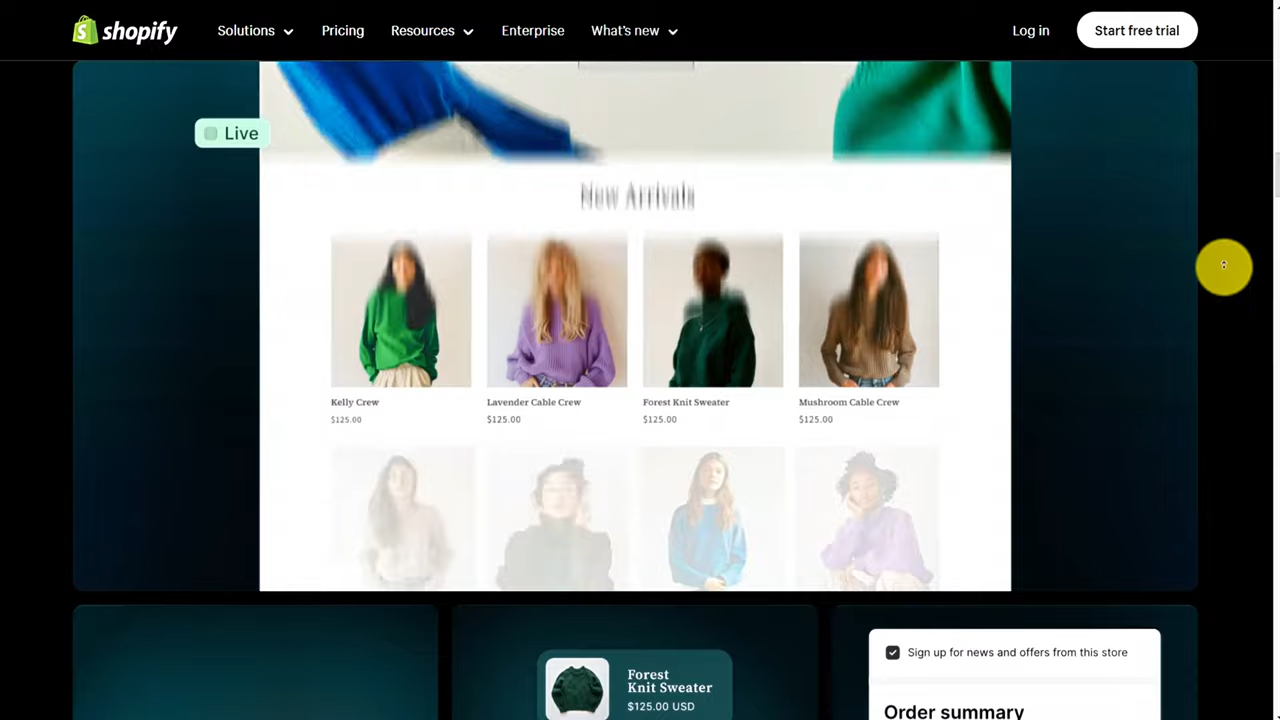 shopify
Solutions
Pricing
Resources
Enterprise
What's new
Log in
Start free trial
Live
New Arrivals
Kelly Crew
$125.00
Lavender Cable Crew
$125.00
Forest Knit Sweater
$125.00
Mushroom Cable Crew
$125.00
Forest
Knit Sweater
$125.00 USD
Sign up for news and offers from this store
Order summary